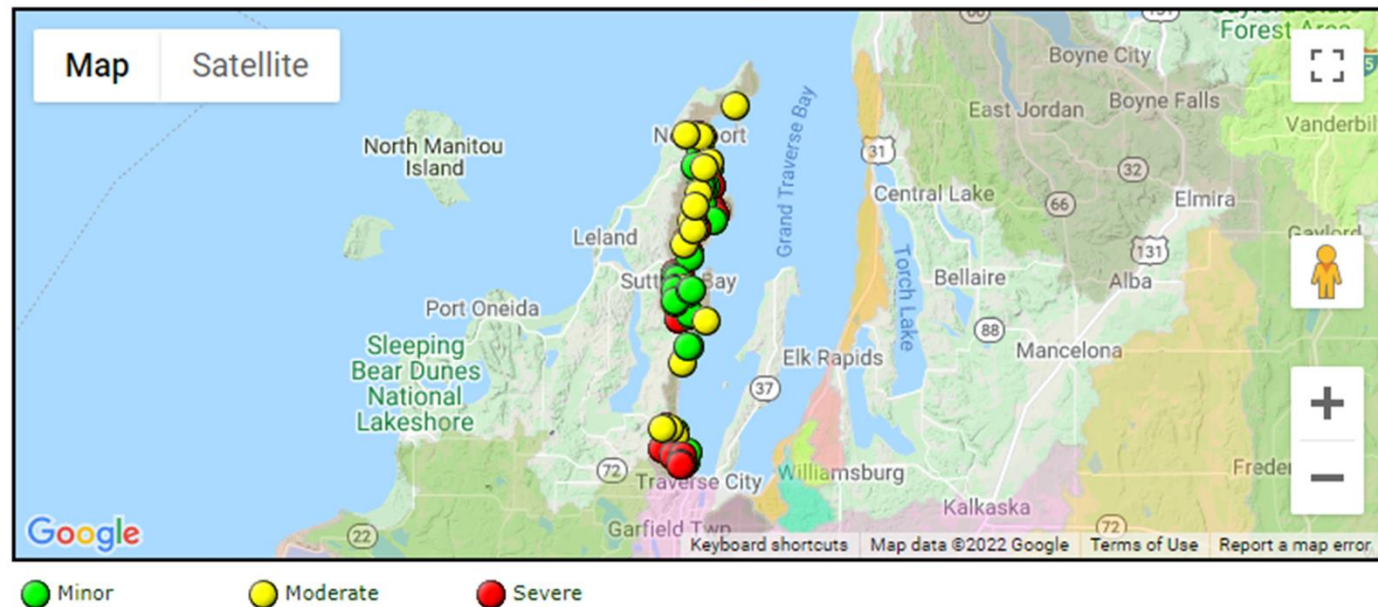 Map
Satellite
Forest Area
Boyne City
East Jordan
Boyne Falls
North Manitou
Island
Grand Traverse Bay
31
32
Central Lake
66
Elmira
Leland
Torch Lake
Bellaire
131
Alba
Port Oneida
88
Sleeping
Bear Dunes
National
Lakeshore
Elk Rapids
Mancelona
37
72
Williamsburg
Traverse City
Kalkaska
22
Garfield Twp
72
Google
Keyboard shortcuts
Map data ©2022 Google
Terms of Use
Report a map error
Minor
Moderate
Severe